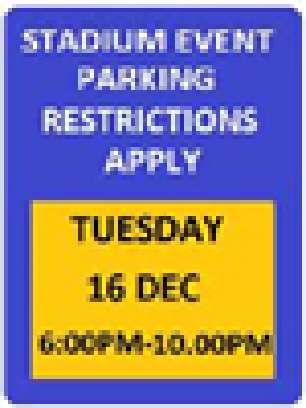 STADIUM EVENT
PARKING
RESTRICTIONS
APPLY
TUESDAY
16 DEC
6:00PM-10.00PM